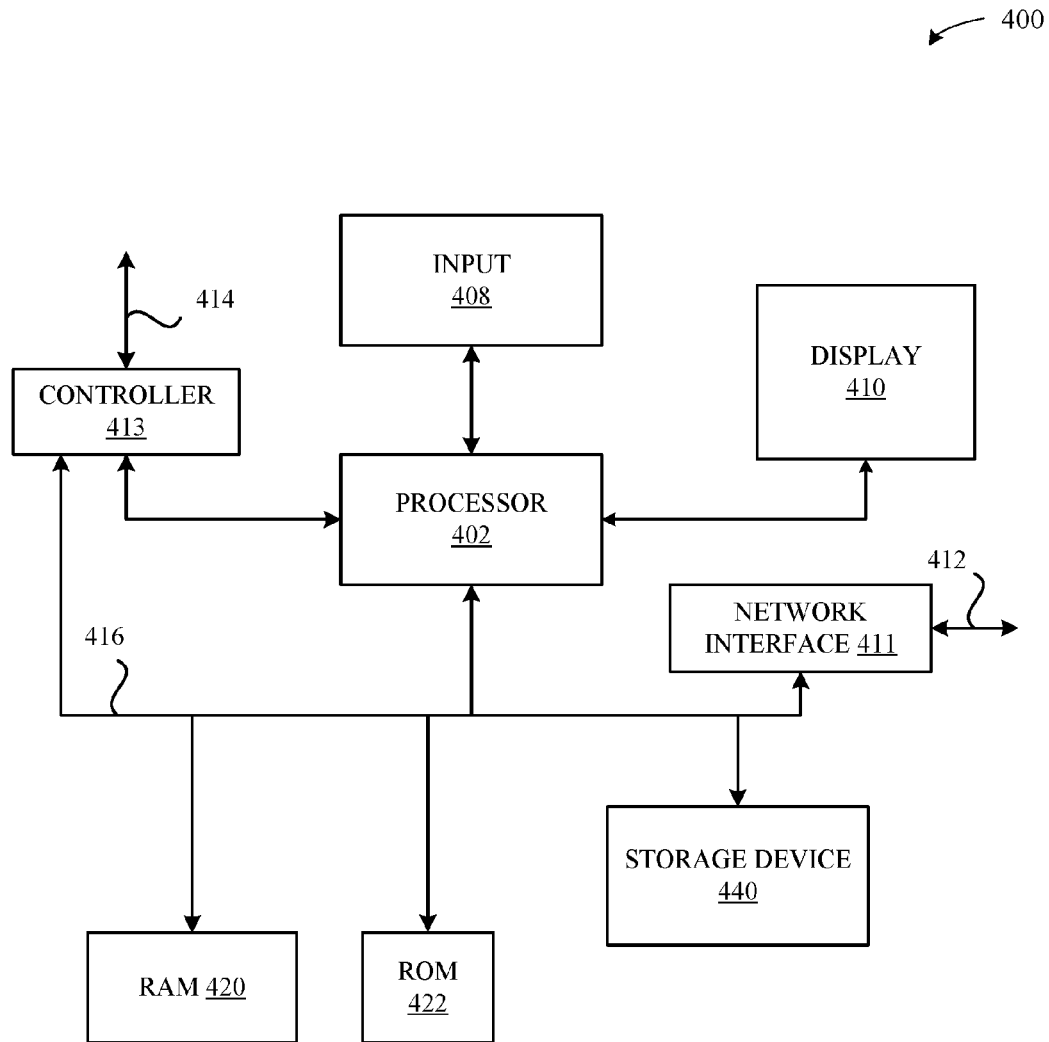 400
INPUT
408
414
DISPLAY
410
CONTROLLER
413
PROCESSOR
402
412
NETWORK
INTERFACE 411
416
STORAGE DEVICE
440
RAM 420
ROM
422